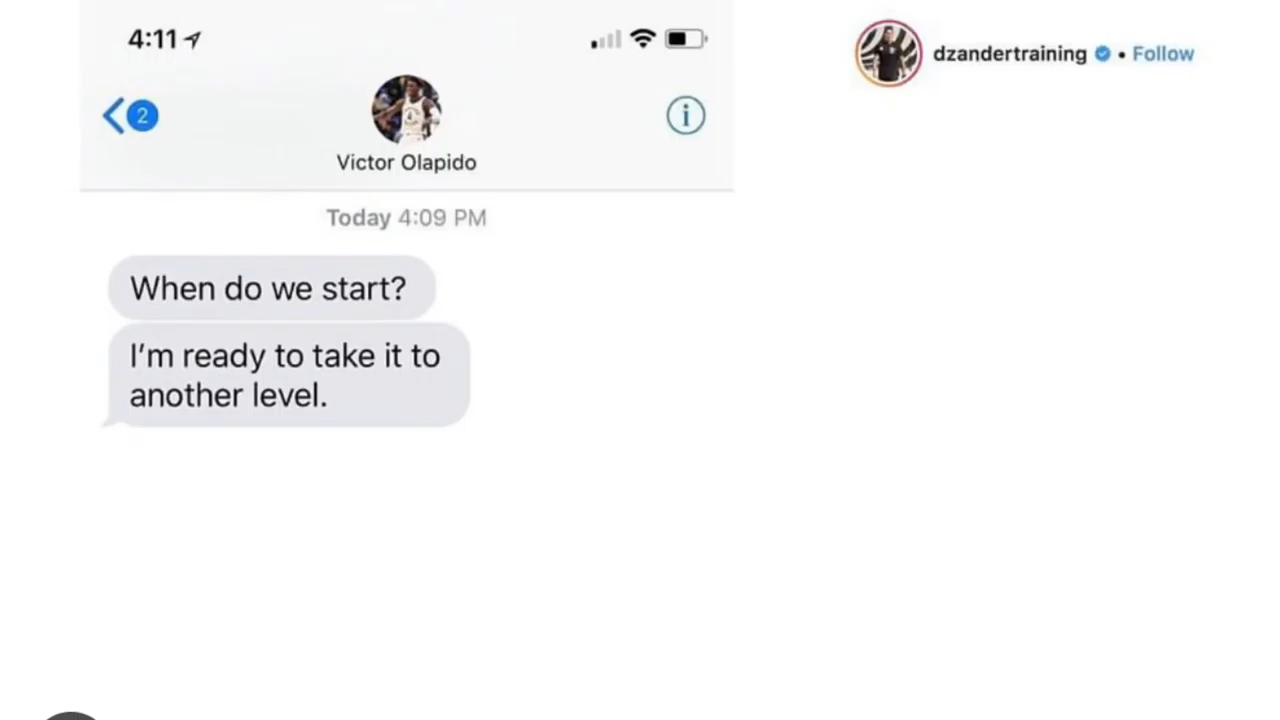 4:11
2
Victor Olapido
Today 4:09 PM
When do we start?
I'm ready to take it to
another level.
dzandertraining • Follow